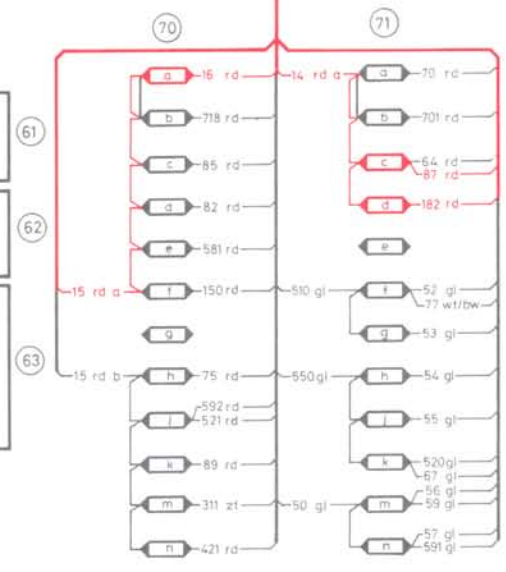 70
71
61
62
63
a 16 rd
14 rd a a 70 rd
b 718 rd
b 701 rd
c 85 rd
c 64 rd
87 rd
d 82 rd
d 182 rd
e 581 rd
e
15 rd a f 150 rd
510 gl f 52 gl
77 wt/bw
g
g 53 gl
15 rd b h 75 rd
550 gl h 54 gl
592 rd
j 521 rd
j 55 gl
k 89 rd
k 520 gl
67 gl
m 311 zt
50 gl m 56 gl
59 gl
n 421 rd
n 57 gl
591 gl